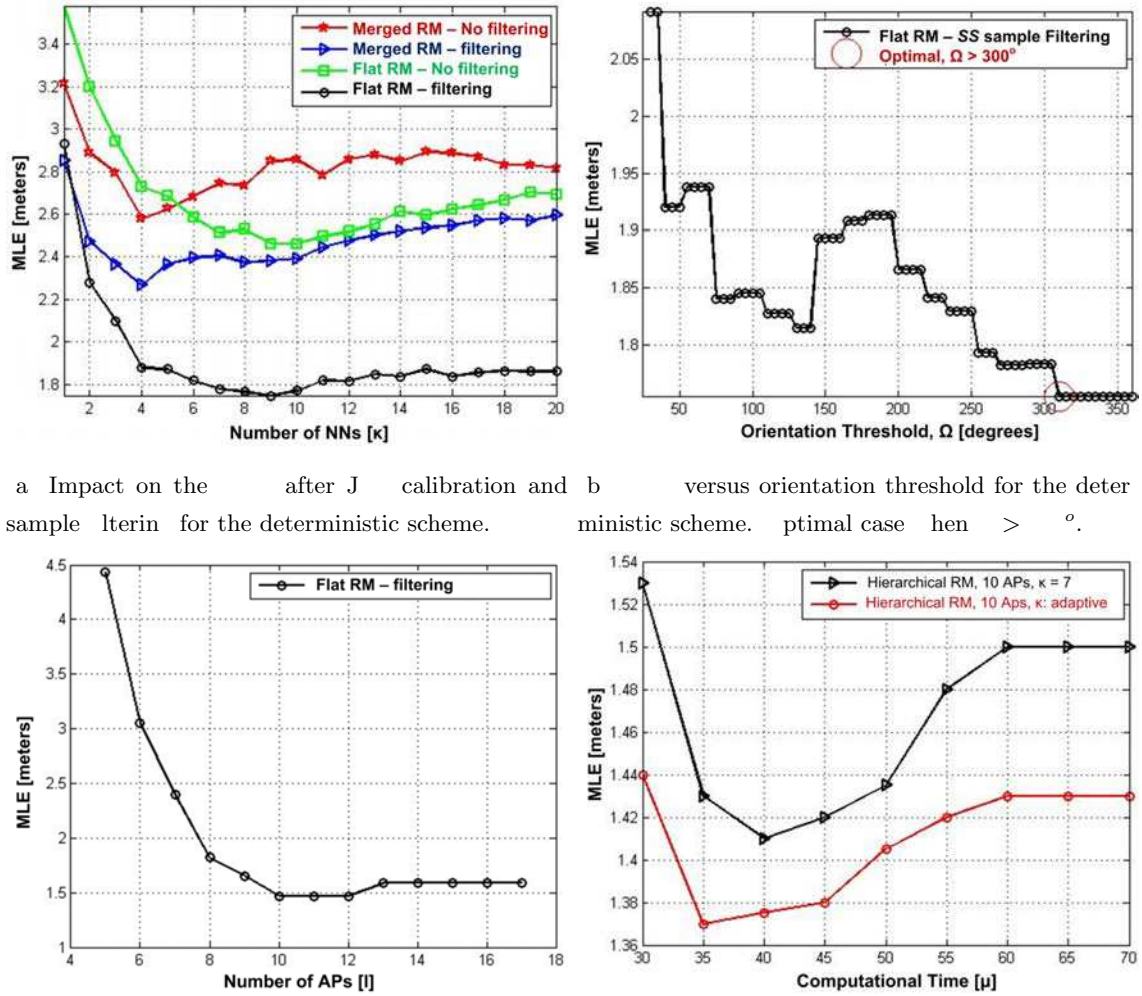 Merged RM – No filtering
Merged RM – filtering
Flat RM – No filtering
Flat RM – filtering
3.4
3.2
3
2.8
2.6
2.4
2.2
2
1.8
MLE [meters]
2 4 6 8 10 12 14 16 18 20
Number of NNs [κ]
Flat RM – SS sample Filtering
Optimal, Ω > 300°
2.05
2
1.95
1.9
1.85
1.8
MLE [meters]
50 100 150 200 250 300 350
Orientation Threshold, Ω [degrees]
a Impact on the after J calibration and
sample lterin for the deterministic scheme.
b versus orientation threshold for the deter
ministic scheme. ptimal case hen > o.
Flat RM – filtering
4.5
4
3.5
3
2.5
2
1.5
1
MLE [meters]
4 6 8 10 12 14 16 18
Number of APs [l]
Hierarchical RM, 10 APs, κ = 7
Hierarchical RM, 10 Aps, κ: adaptive
1.54
1.52
1.5
1.48
1.46
1.44
1.42
1.4
1.38
1.36
MLE [meters]
30 35 40 45 50 55 60 65 70
Computational Time [μ]